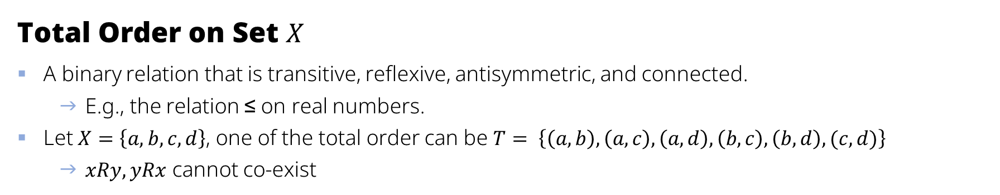 Total Order on Set X
▪ A binary relation that is transitive, reflexive, antisymmetric, and connected.
→ E.g., the relation ≤ on real numbers.
▪ Let X = {a, b, c, d}, one of the total order can be T = {(a, b), (a, c), (a, d), (b, c), (b, d), (c, d)}
→ xRy, yRx cannot co-exist